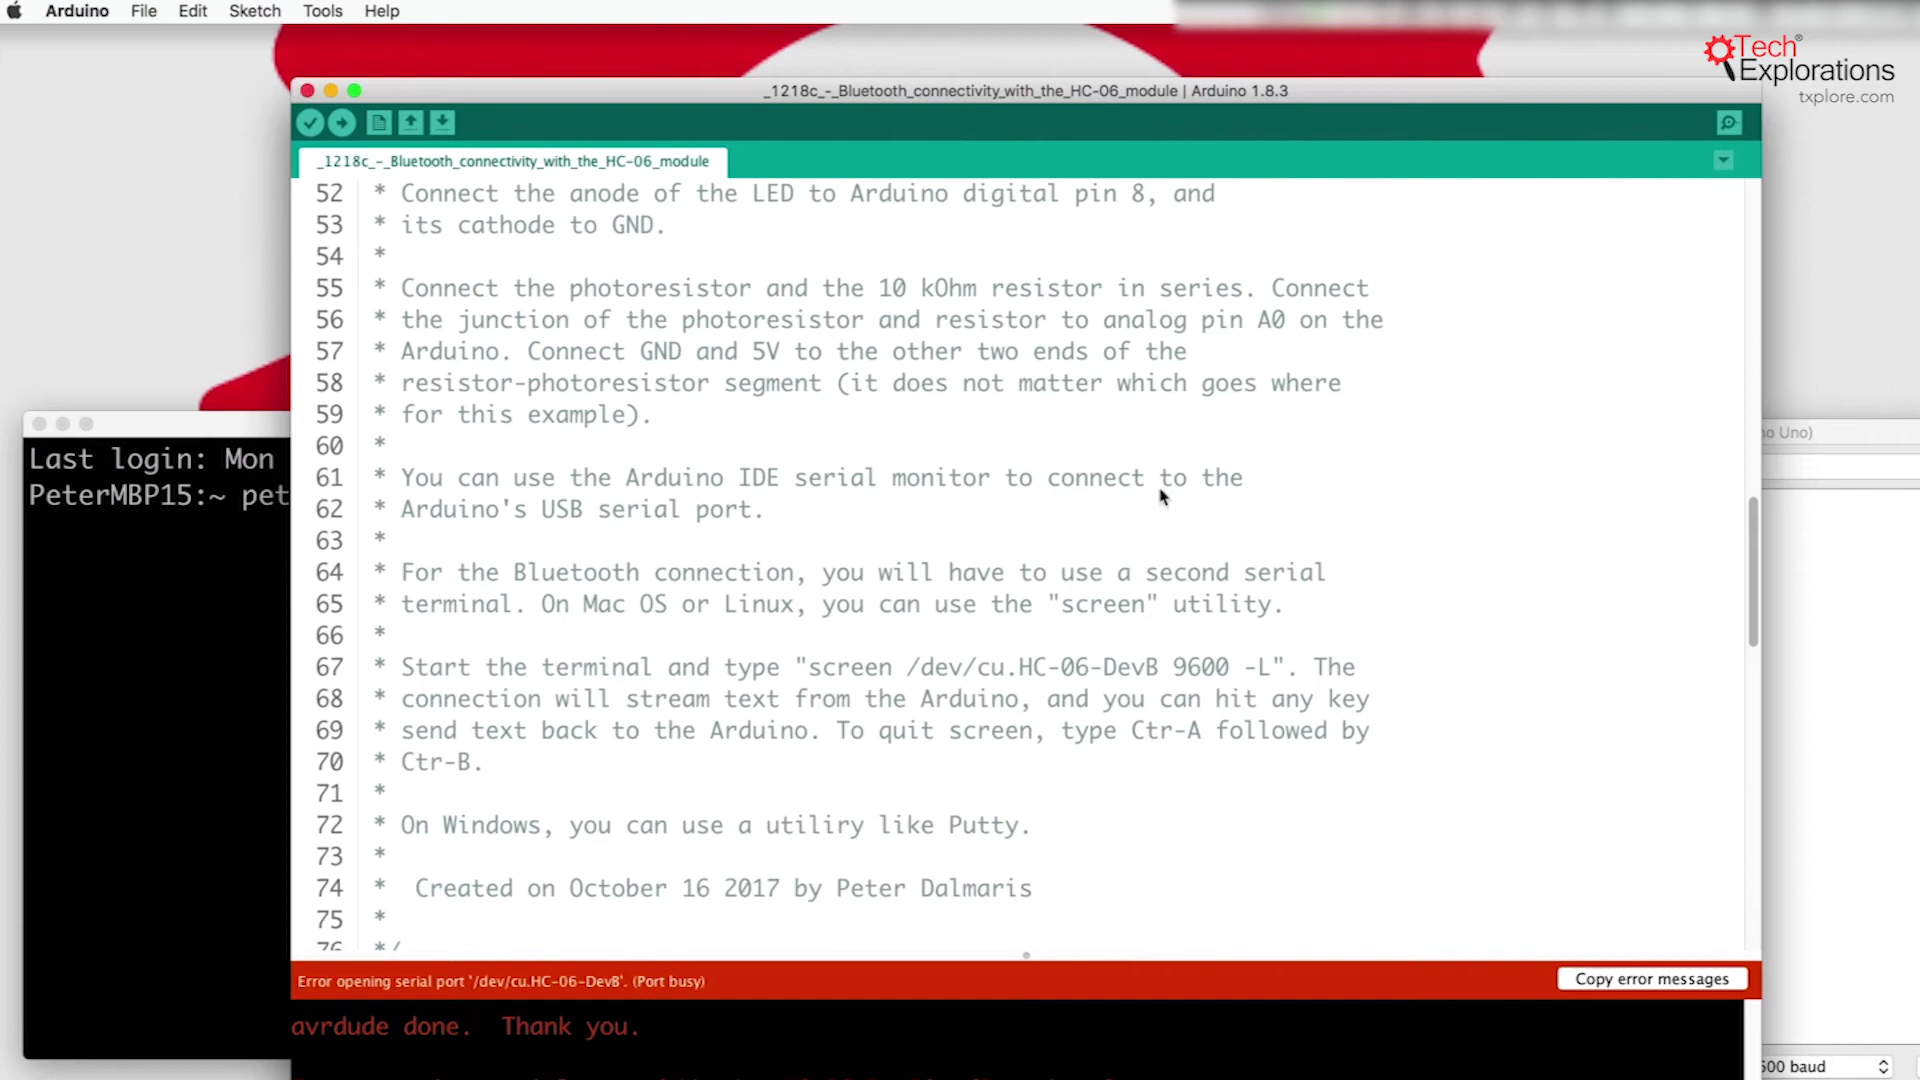 Arduino File Edit Sketch Tools Help
Tech
Explorations
txplore.com
_1218c_-_Bluetooth_connectivity_with_the_HC-06_module | Arduino 1.8.3
_1218c_-_Bluetooth_connectivity_with_the_HC-06_module
52 * Connect the anode of the LED to Arduino digital pin 8, and
53 * its cathode to GND.
54 *
55 * Connect the photoresistor and the 10 kOhm resistor in series. Connect
56 * the junction of the photoresistor and resistor to analog pin A0 on the
57 * Arduino. Connect GND and 5V to the other two ends of the
58 * resistor-photoresistor segment (it does not matter which goes where
59 * for this example).
60 *
61 * You can use the Arduino IDE serial monitor to connect to the
62 * Arduino's USB serial port.
63 *
64 * For the Bluetooth connection, you will have to use a second serial
65 * terminal. On Mac OS or Linux, you can use the "screen" utility.
66 *
67 * Start the terminal and type "screen /dev/cu.HC-06-DevB 9600 -L". The
68 * connection will stream text from the Arduino, and you can hit any key
69 * send text back to the Arduino. To quit screen, type Ctr-A followed by
70 * Ctr-B.
71 *
72 * On Windows, you can use a utiliry like Putty.
73 *
74 * Created on October 16 2017 by Peter Dalmaris
75 *
76 */
Last login: Mon
PeterMBP15:~ pet
no Uno)
Error opening serial port '/dev/cu.HC-06-DevB'. (Port busy)
Copy error messages
avrdude done. Thank you.
600 baud